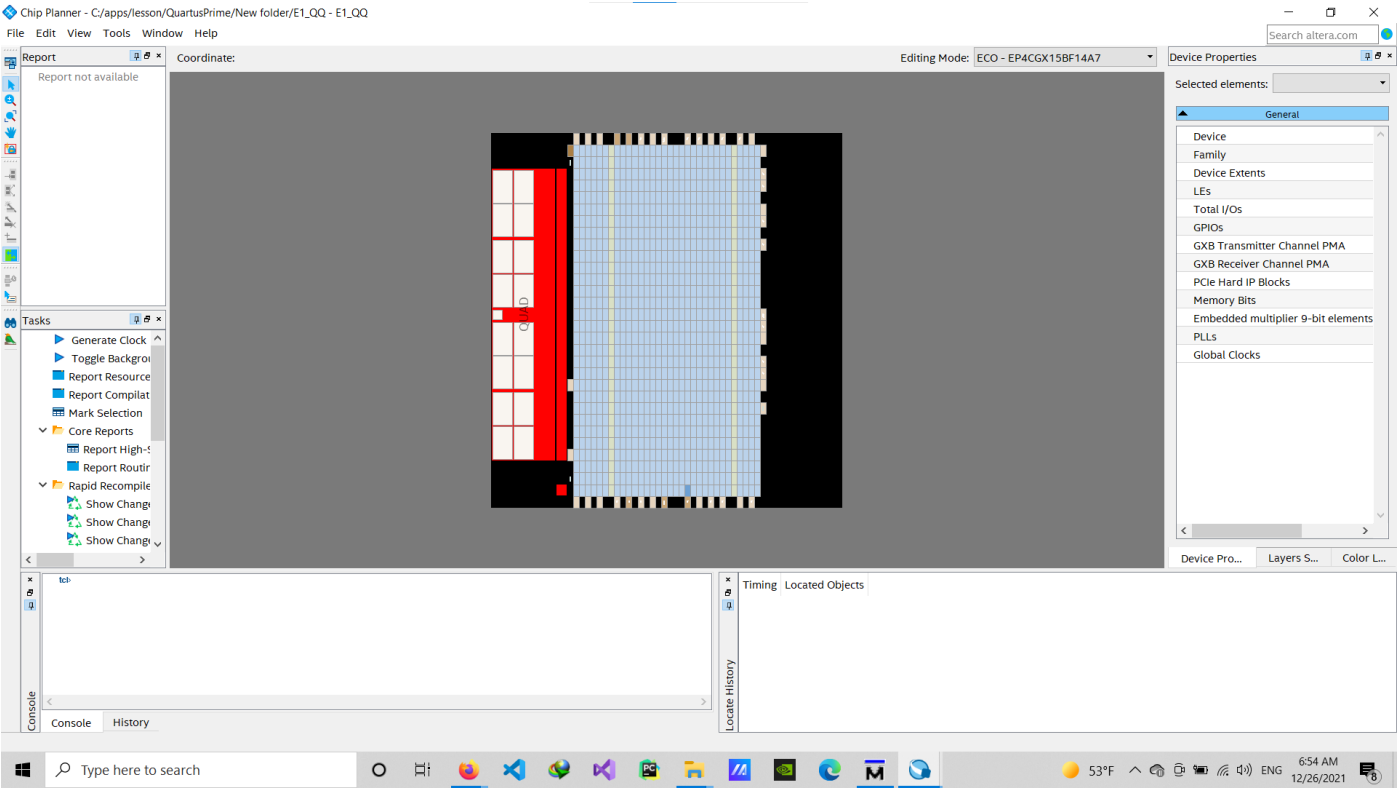 Chip Planner - C:/apps/lesson/QuartusPrime/New folder/E1_QQ - E1_QQ
File Edit View Tools Window Help
Search altera.com
Report
Coordinate:
Editing Mode: ECO - EP4CGX15BF14A7
Device Properties
Report not available
Selected elements:
General
Device
Family
Device Extents
LEs
Total I/Os
GPIOs
GXB Transmitter Channel PMA
GXB Receiver Channel PMA
PCIe Hard IP Blocks
Memory Bits
Embedded multiplier 9-bit elements
PLLs
Global Clocks
QUAD
Tasks
Generate Clock
Toggle Backgrou
Report Resource
Report Compilat
Mark Selection
Core Reports
Report High-S
Report Routin
Rapid Recompile
Show Change
Show Change
Show Change
Device Pro... Layers S... Color L...
tcl>
Console
Console History
Timing Located Objects
Locate History
Type here to search
53°F
ENG
6:54 AM
12/26/2021
8